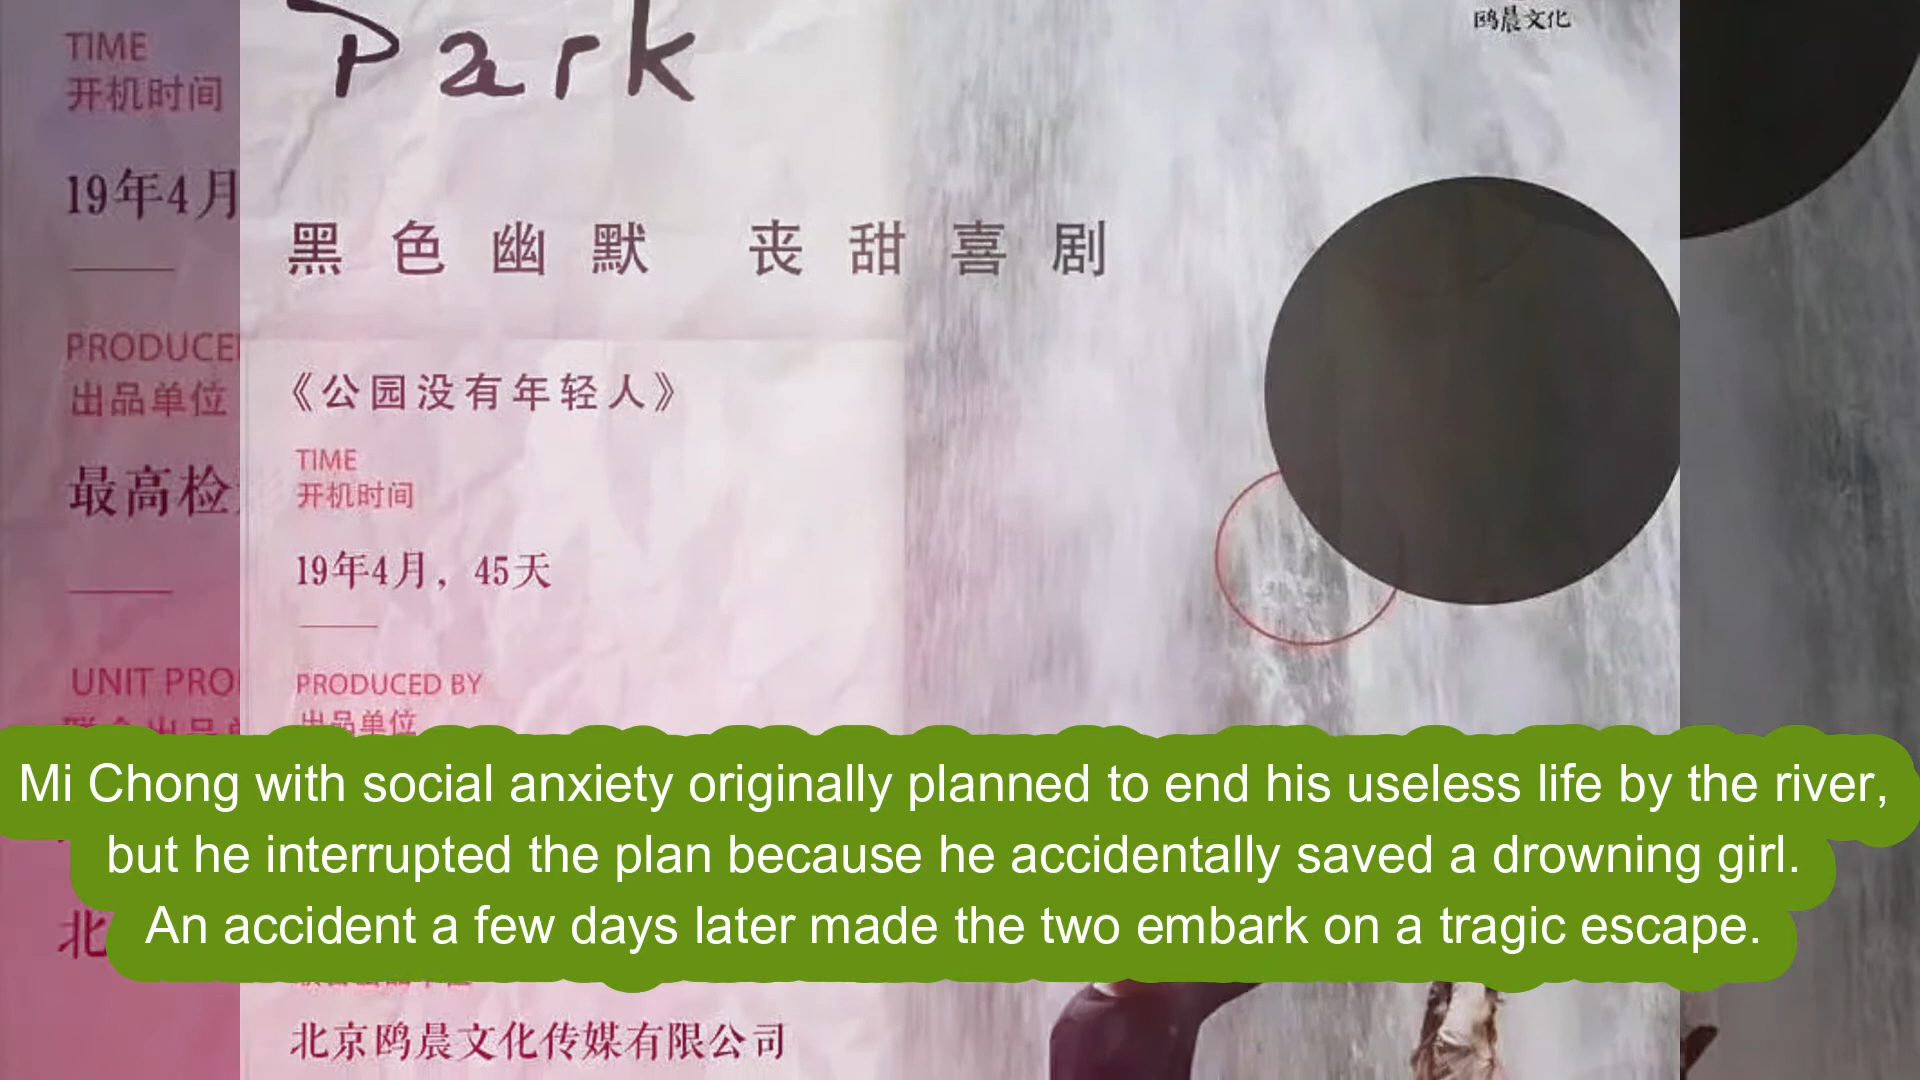 Park
鸥晨文化
黑色幽默 丧甜喜剧
《公园没有年轻人》
TIME
开机时间
19年4月，45天
PRODUCED BY
出品单位
北京鸥晨文化传媒有限公司
TIME
开机时间
19年4月
出品单位
最高检
UNIT PRO
北
Mi Chong with social anxiety originally planned to end his useless life by the river,
but he interrupted the plan because he accidentally saved a drowning girl.
An accident a few days later made the two embark on a tragic escape.